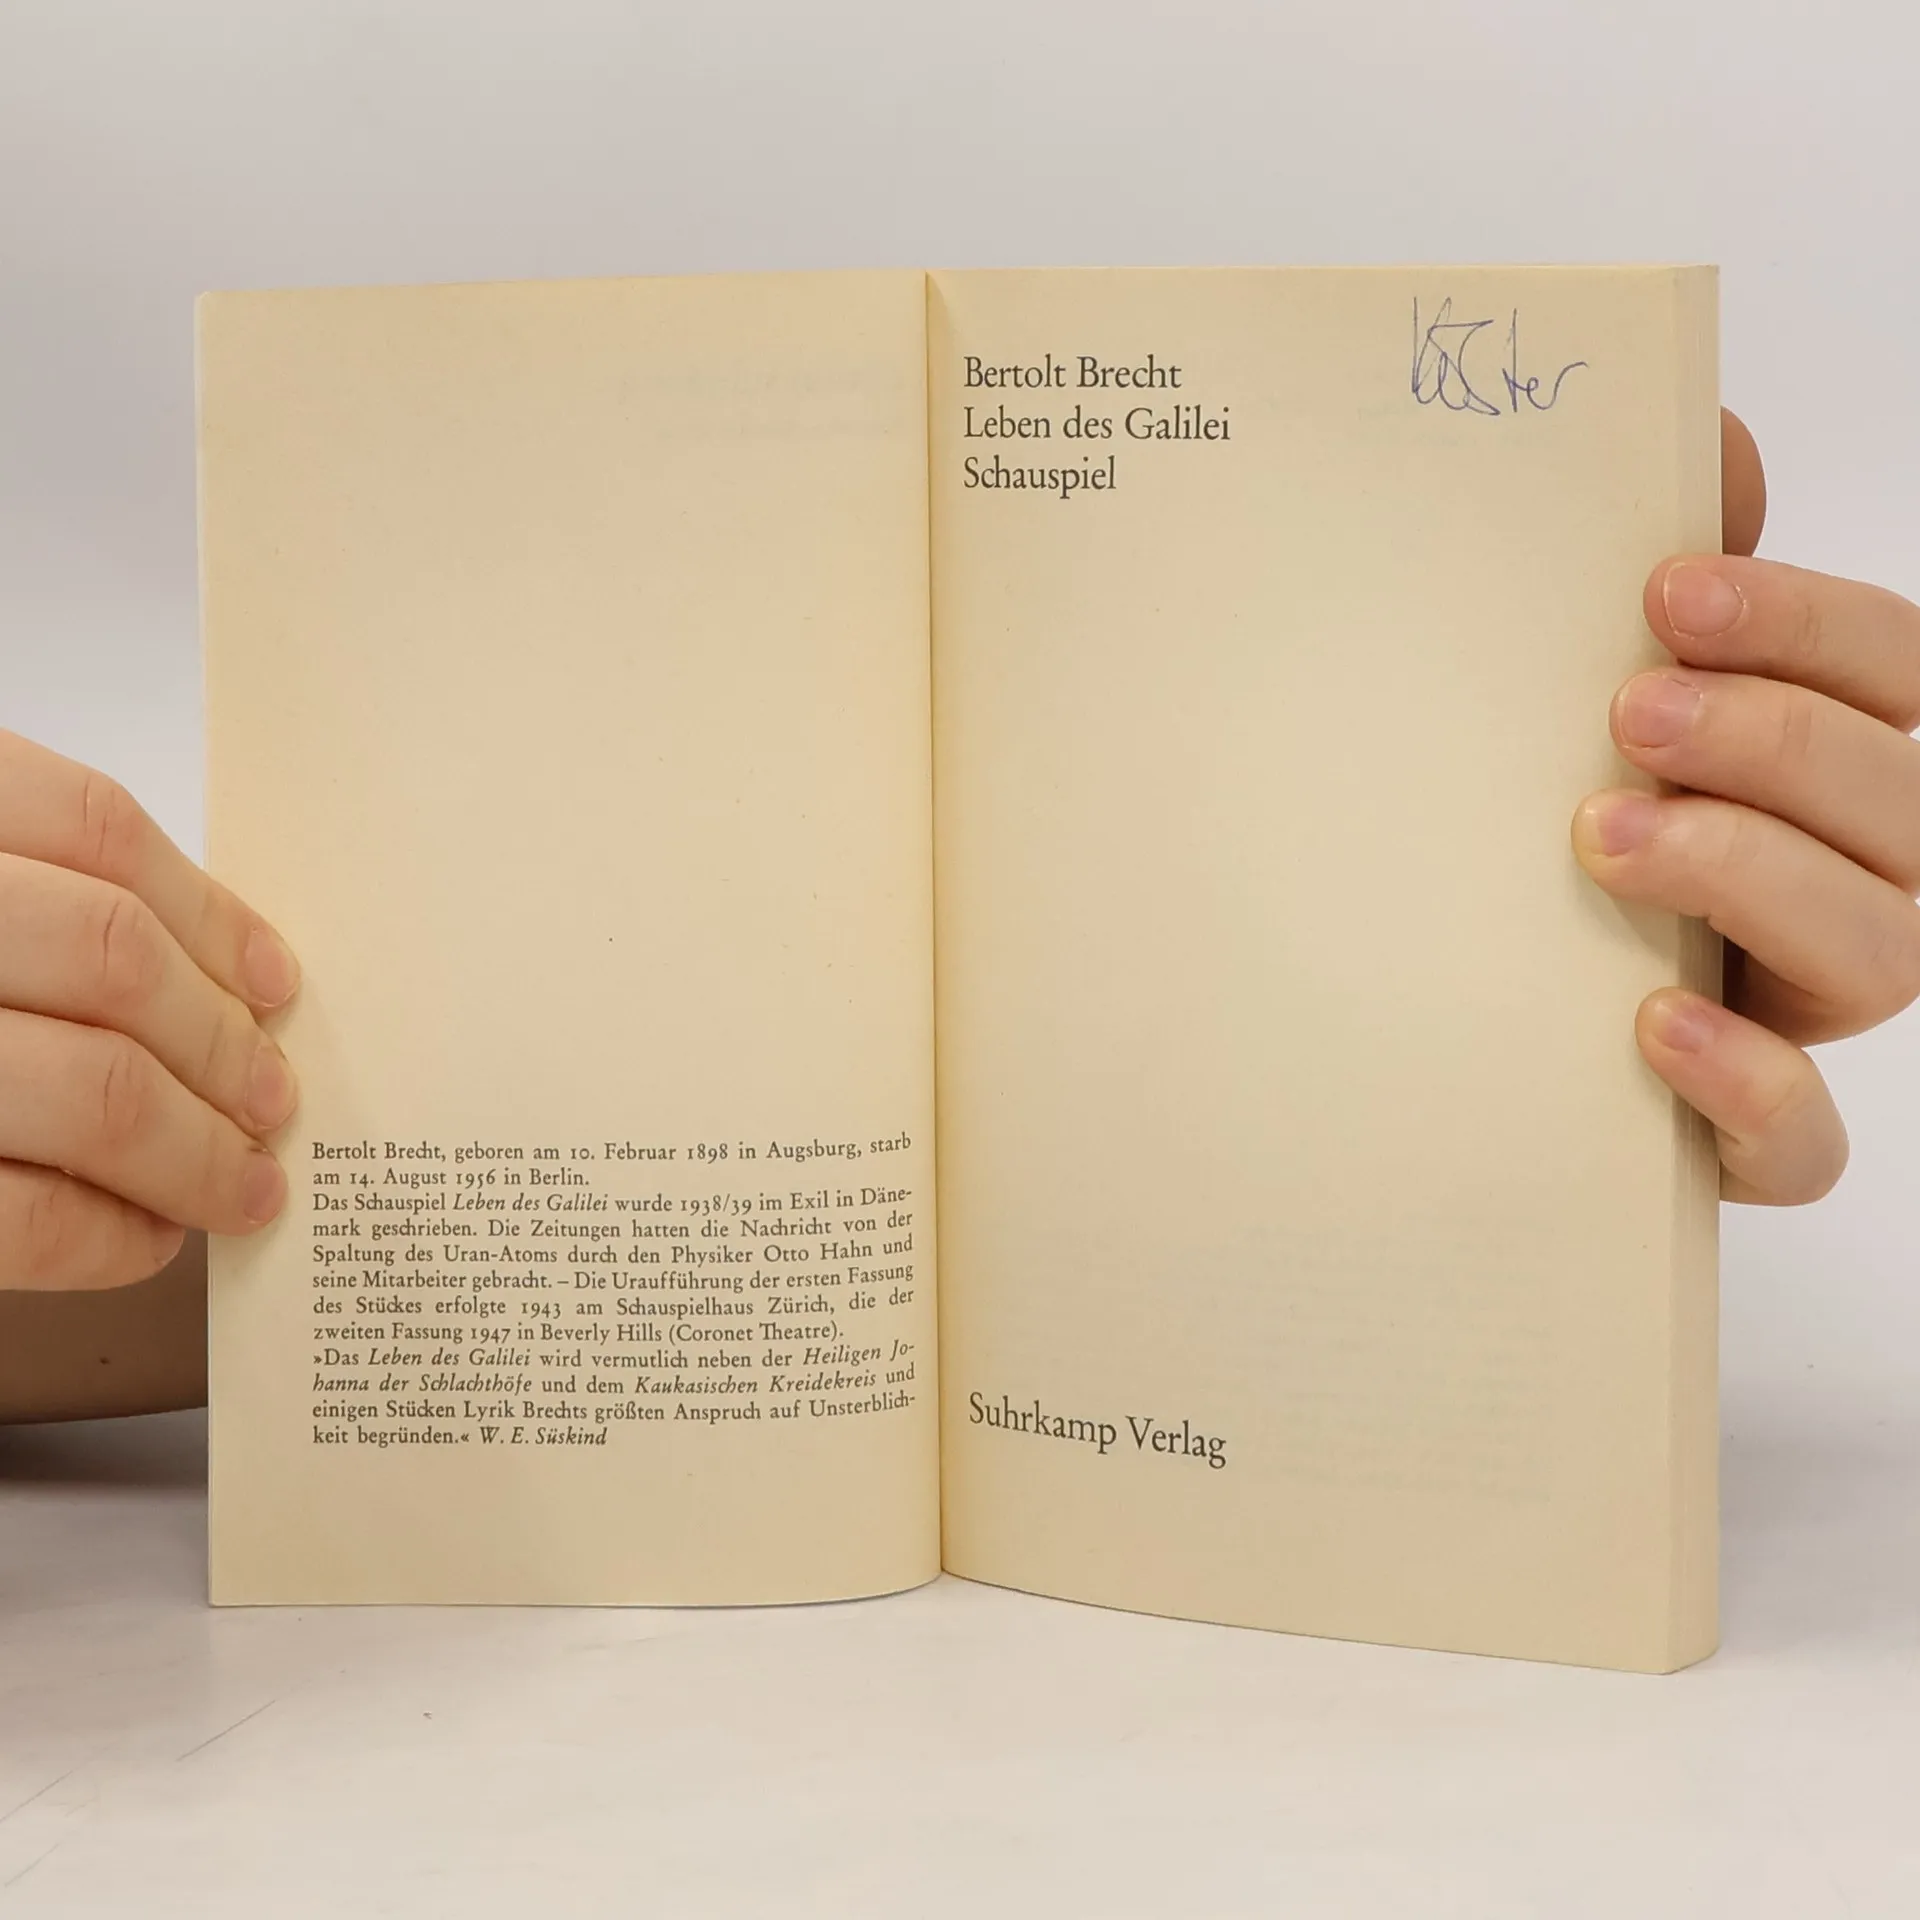 Bertolt Brecht, geboren am 10. Februar 1898 in Augsburg, starb
am 14. August 1956 in Berlin.
Das Schauspiel Leben des Galilei wurde 1938/39 im Exil in Däne-
mark geschrieben. Die Zeitungen hatten die Nachricht von der
Spaltung des Uran-Atoms durch den Physiker Otto Hahn und
seine Mitarbeiter gebracht. – Die Uraufführung der ersten Fassung
des Stückes erfolgte 1943 am Schauspielhaus Zürich, die der
zweiten Fassung 1947 in Beverly Hills (Coronet Theatre).
»Das Leben des Galilei wird vermutlich neben der Heiligen Jo-
hanna der Schlachthöfe und dem Kaukasischen Kreidekreis und
einigen Stücken Lyrik Brechts größten Anspruch auf Unsterblich-
keit begründen.« W. E. Süskind
Bertolt Brecht
Leben des Galilei
Schauspiel
Suhrkamp Verlag